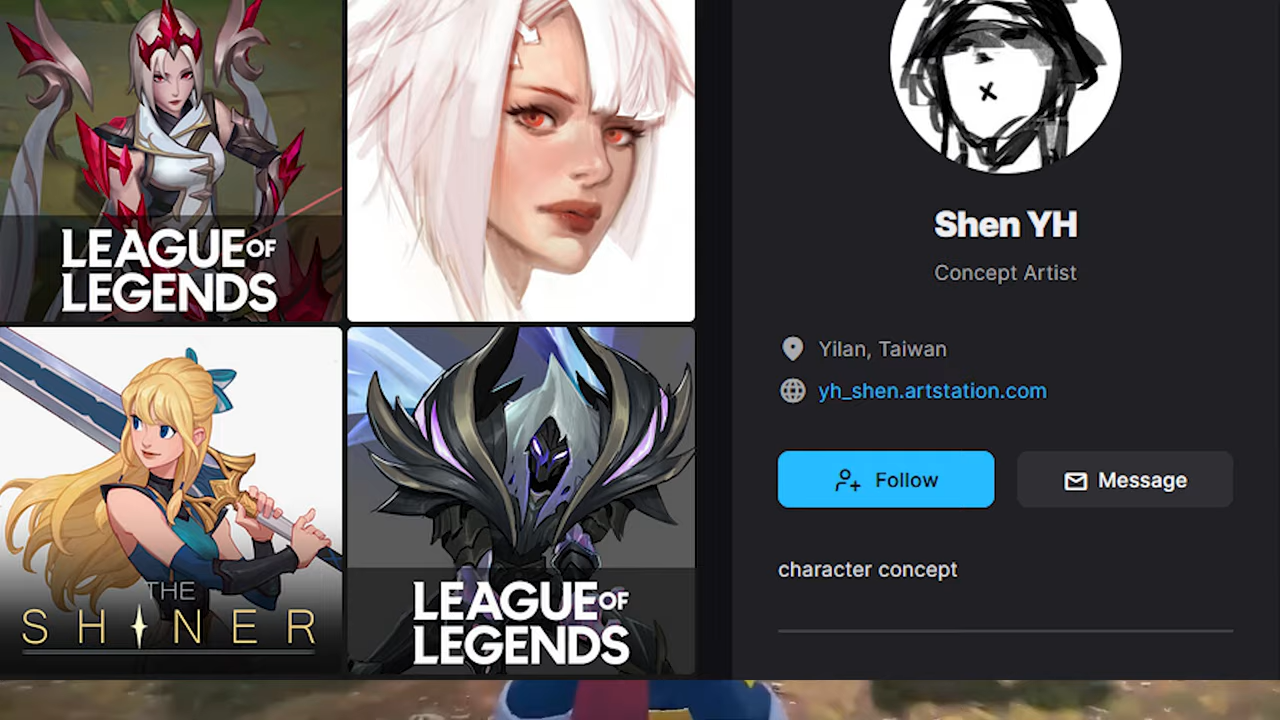 LEAGUE OF
LEGENDS
THE
SHINER
LEAGUE OF
LEGENDS
Shen YH
Concept Artist
Yilan, Taiwan
yh_shen.artstation.com
Follow
Message
character concept